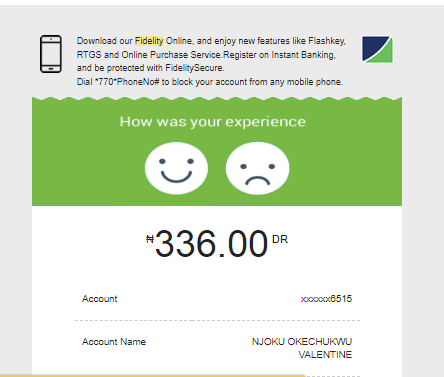 Download our Fidelity Online, and enjoy new features like Flashkey,
RTGS and Online Purchase Service.Register on Instant Banking,
and be protected with FidelitySecure.
Dial *770*PhoneNo# to block your account from any mobile phone.
How was your experience
₦336.00 DR
Account xxxxxx6515
Account Name NJOKU OKECHUKWU
VALENTINE